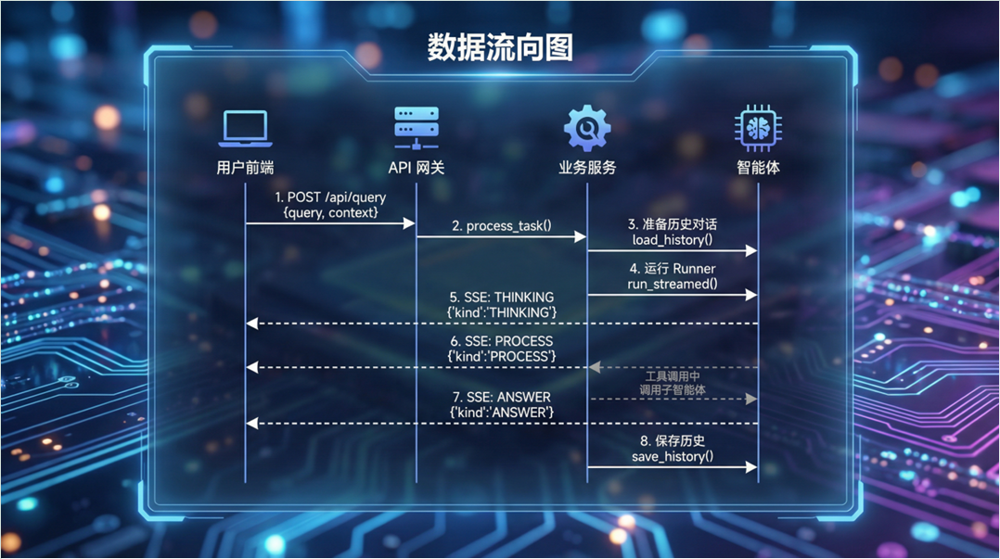 数据流向图
用户前端
API 网关
业务服务
智能体
1. POST /api/query
{query, context}
2. process_task()
3. 准备历史对话
load_history()
4. 运行 Runner
run_streamed()
5. SSE: THINKING
{'kind':'THINKING'}
6. SSE: PROCESS
{'kind':'PROCESS'}
工具调用中
调用子智能体
7. SSE: ANSWER
{'kind':'ANSWER'}
8. 保存历史
save_history()